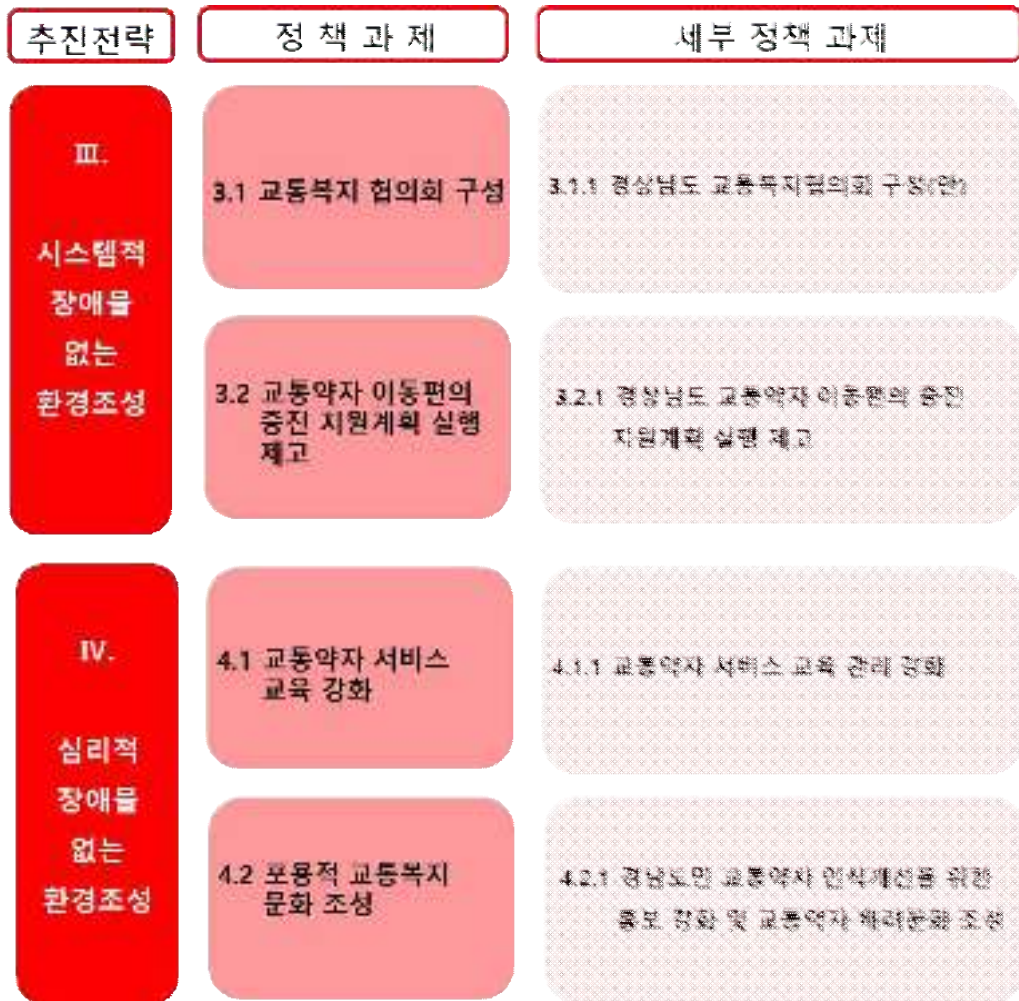 추진전략
정 책 과 제
세부 정책 과제
Ⅲ.
시스템적
장애물
없는
환경조성
3.1 교통복지 협의회 구성
3.1.1 경상남도 교통복지협의회 구성(안)
3.2 교통약자 이동편의
증진 지원계획 실행
제고
3.2.1 경상남도 교통약자 이동편의 증진
지원계획 실행 제고
Ⅳ.
심리적
장애물
없는
환경조성
4.1 교통약자 서비스
교육 강화
4.1.1 교통약자 서비스 교육 관리 강화
4.2 포용적 교통복지
문화 조성
4.2.1 경남도민 교통약자 인식개선을 위한
홍보 강화 및 교통약자 배려문화 조성